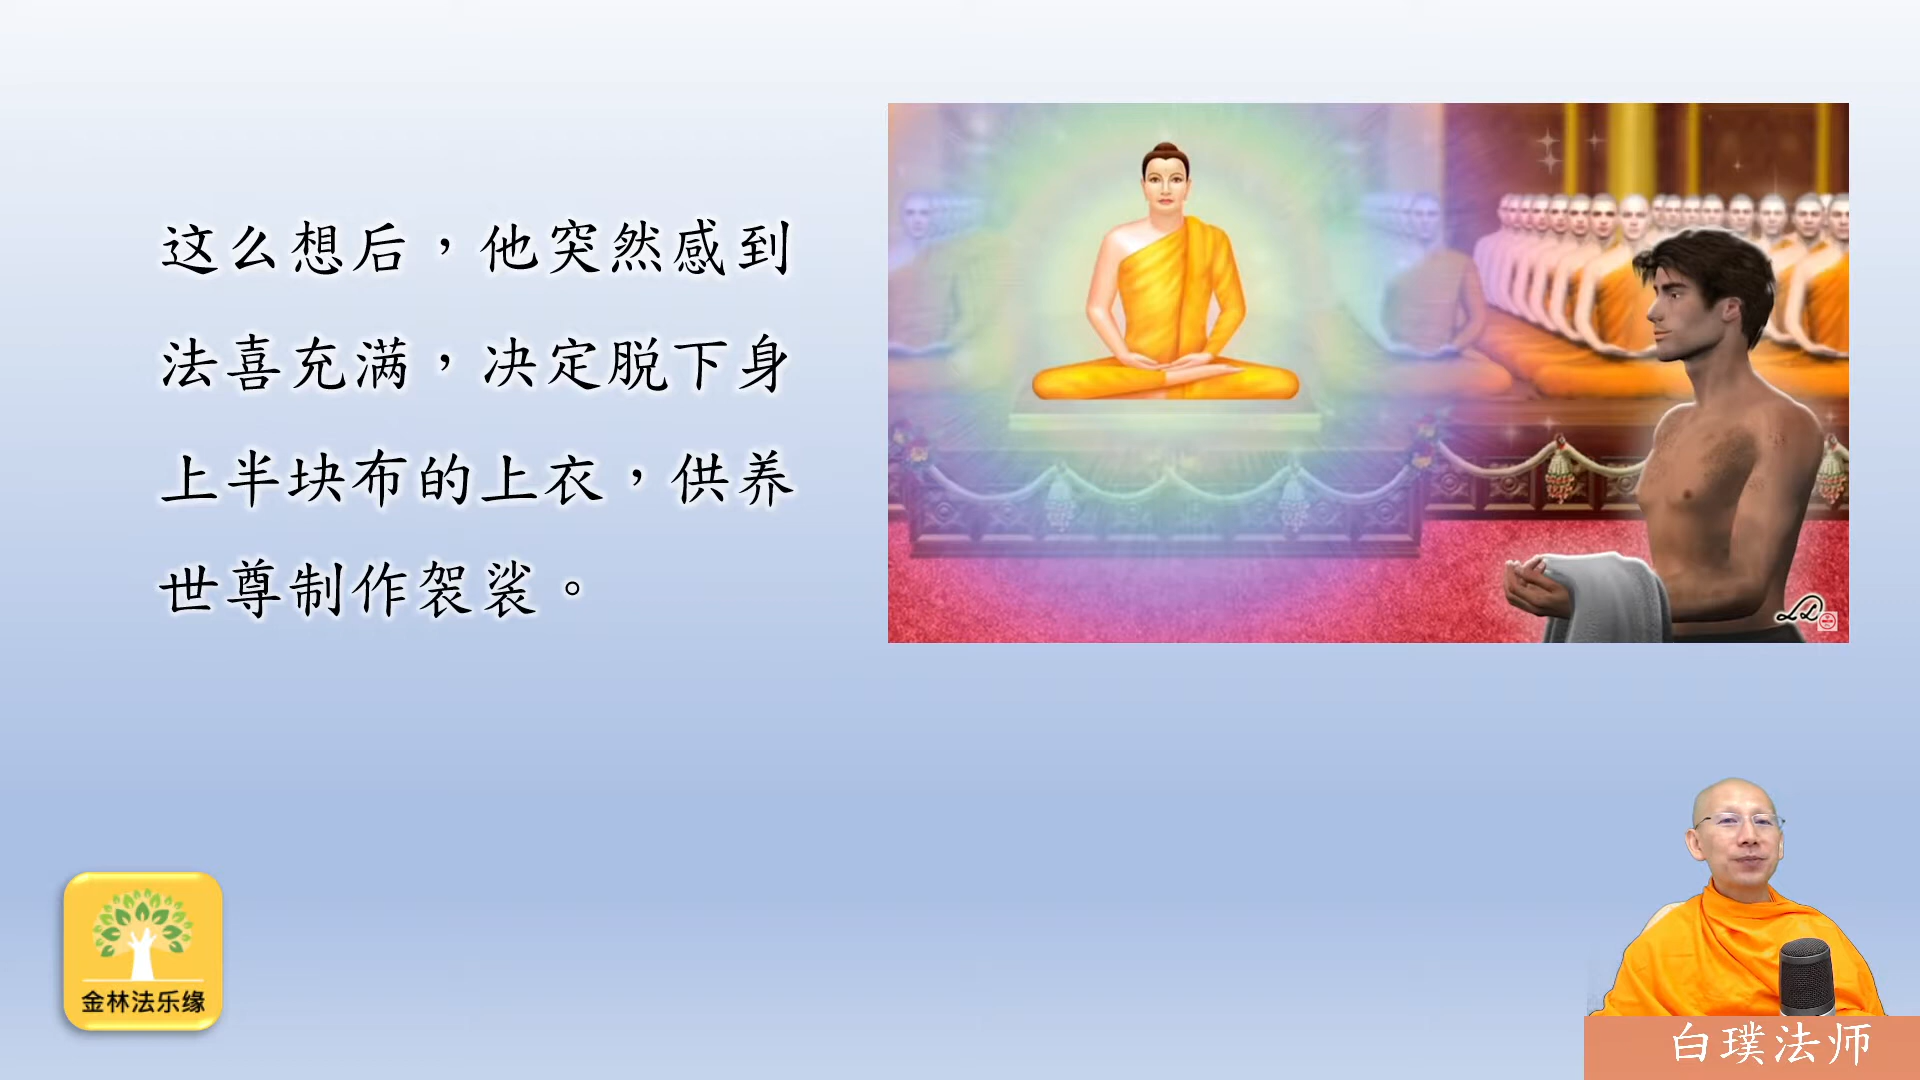 这么想后，他突然感到
法喜充满，决定脱下身
上半块布的上衣，供养
世尊制作袈裟。
金林法乐缘
白璞法师